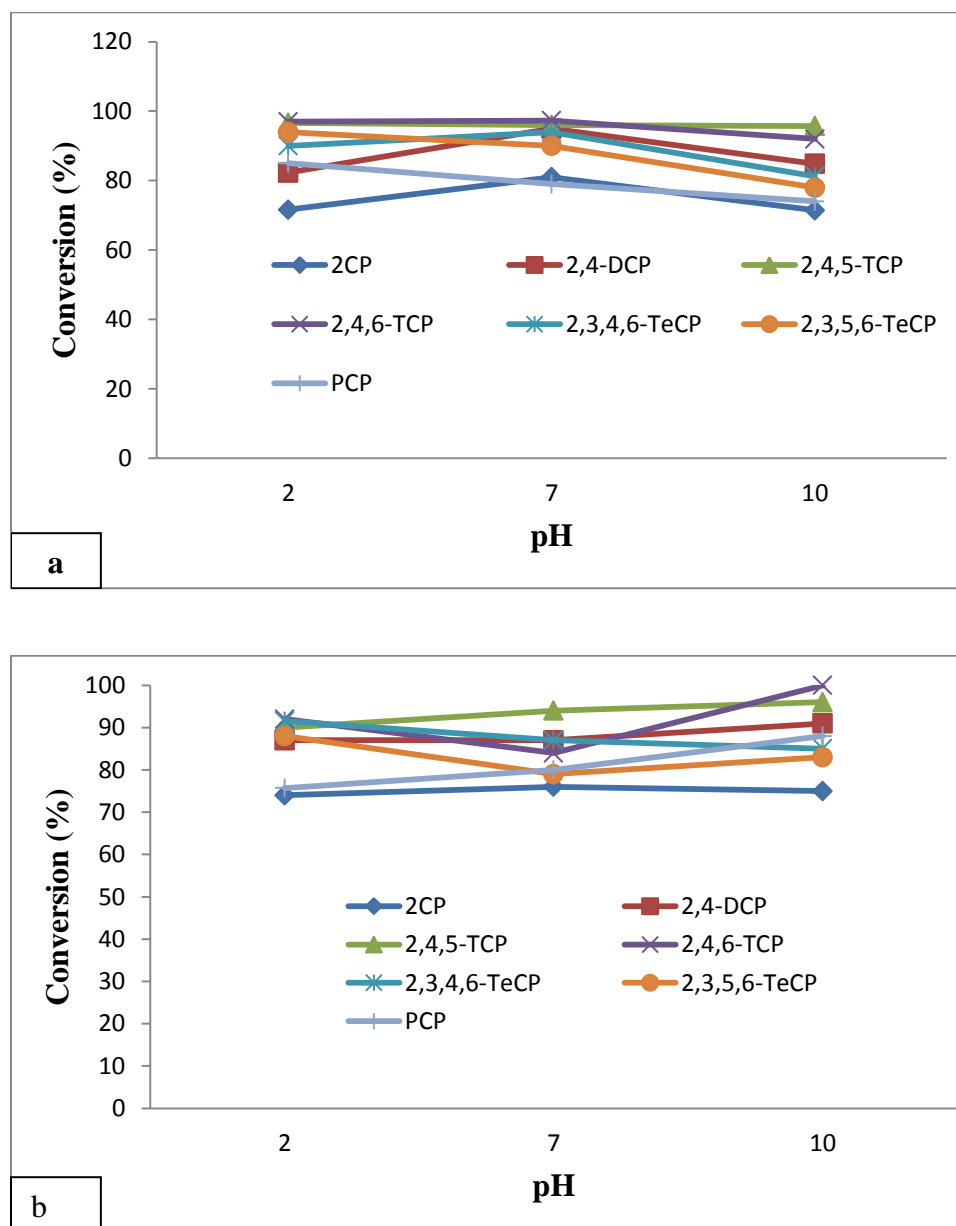 120
100
80
60
40
20
0
Conversion (%)
2CP 2,4-DCP 2,4,5-TCP
2,4,6-TCP 2,3,4,6-TeCP 2,3,5,6-TeCP
PCP
2 7 10
pH
a
100
90
80
70
60
50
40
30
20
10
0
Conversion (%)
2CP 2,4-DCP
2,4,5-TCP 2,4,6-TCP
2,3,4,6-TeCP 2,3,5,6-TeCP
PCP
2 7 10
pH
b